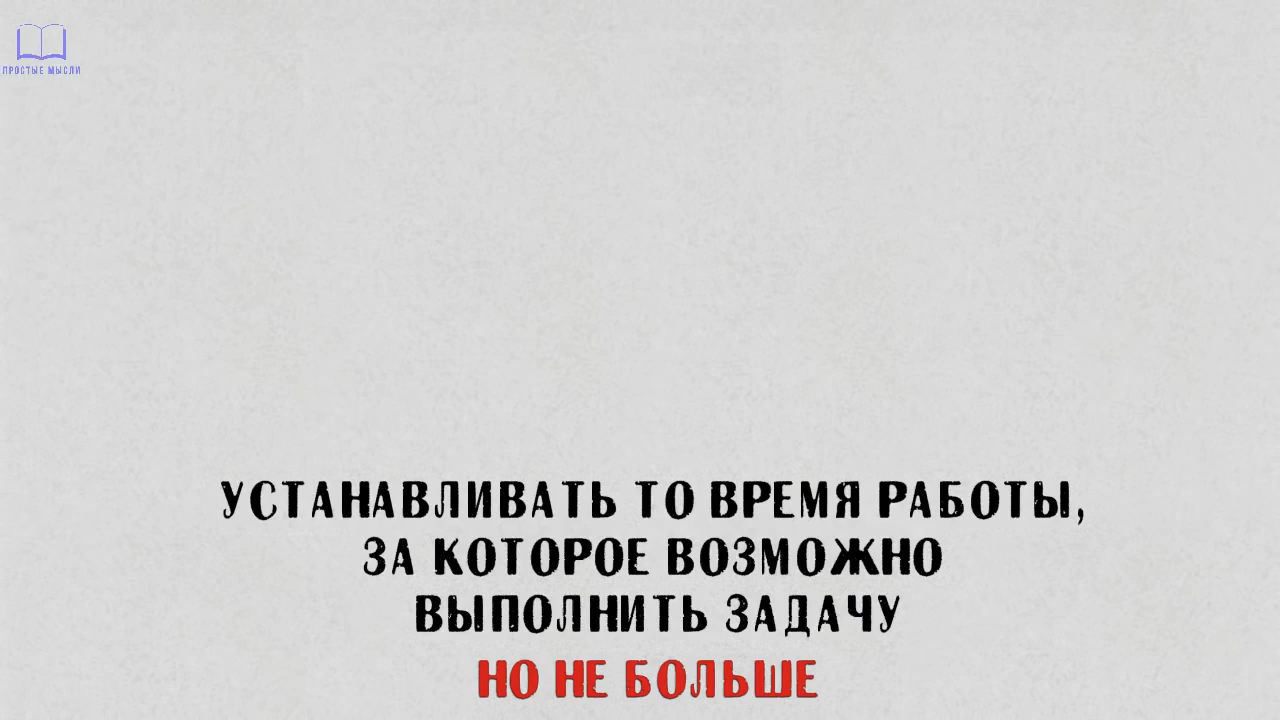 ПРОСТЫЕ МЫСЛИ
УСТАНАВЛИВАТЬ ТО ВРЕМЯ РАБОТЫ,
ЗА КОТОРОЕ ВОЗМОЖНО
ВЫПОЛНИТЬ ЗАДАЧУ
НО НЕ БОЛЬШЕ